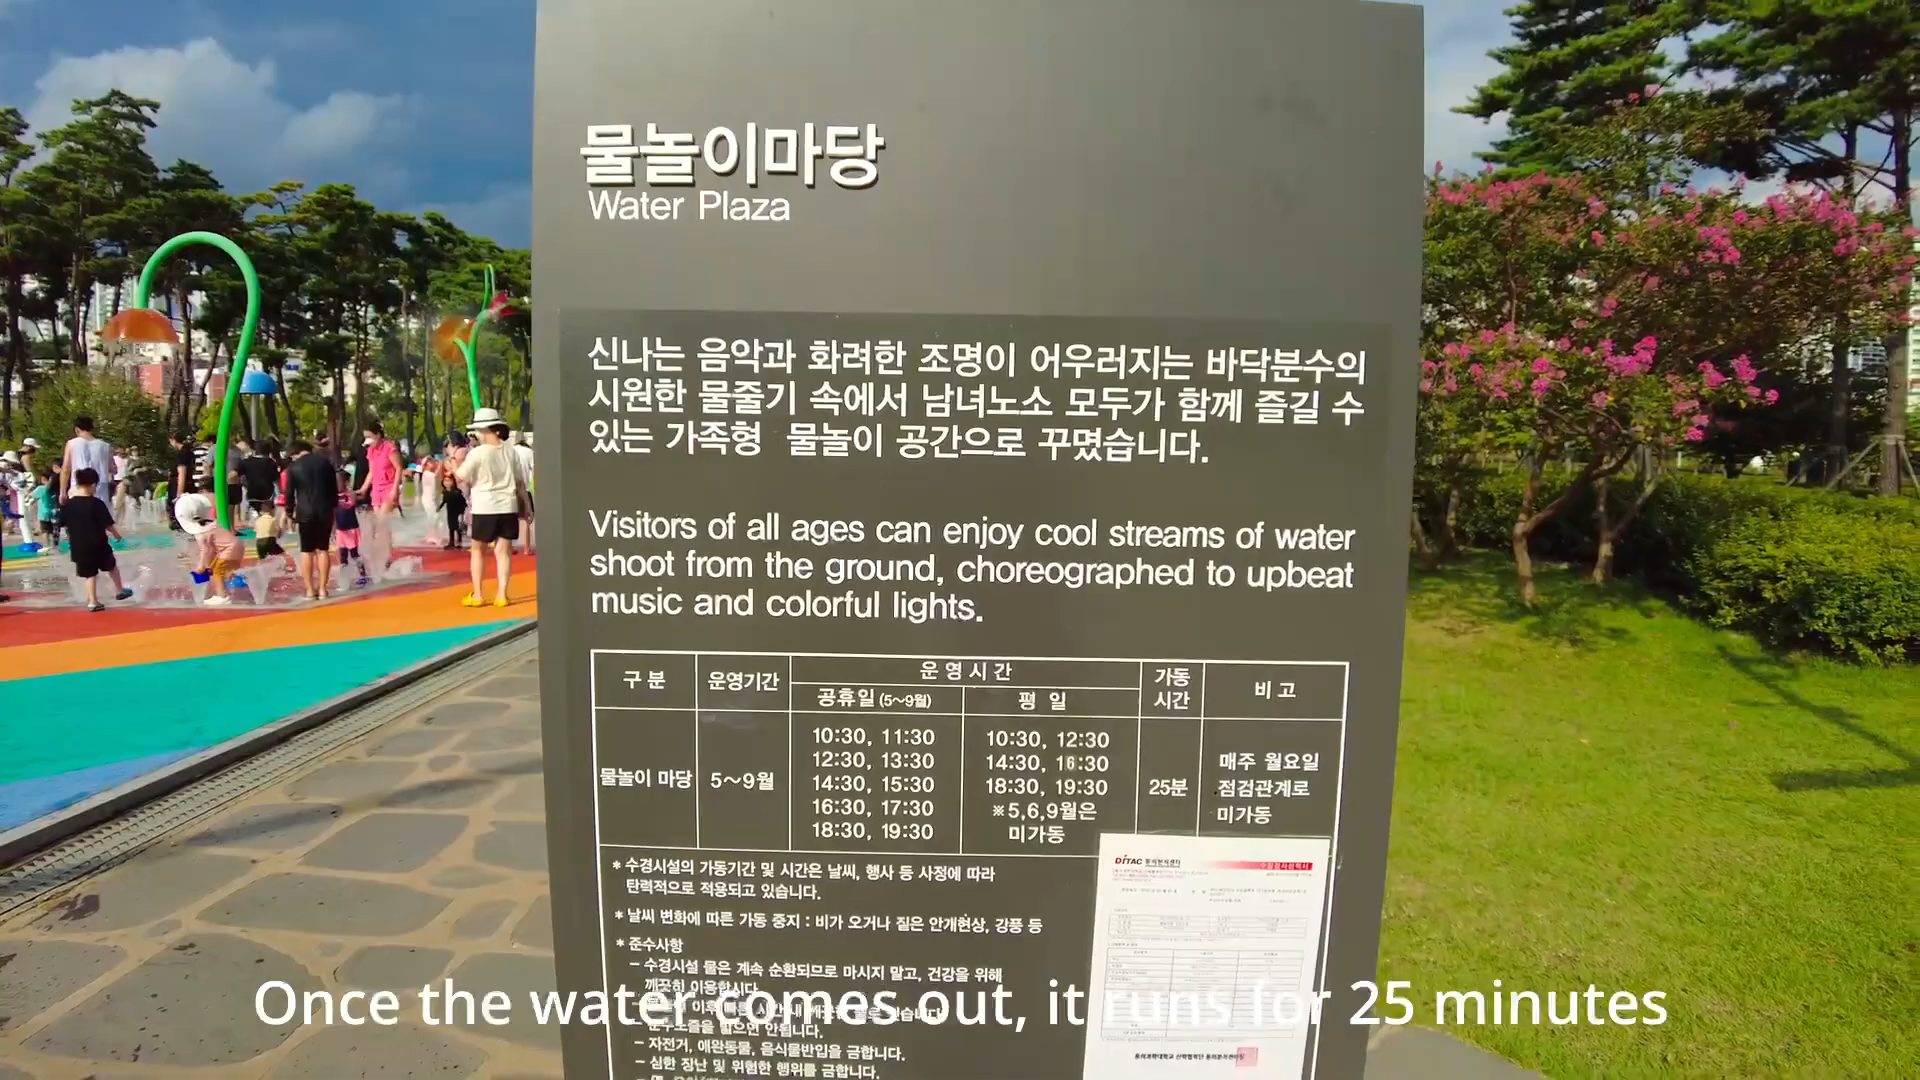 물놀이마당
Water Plaza
신나는 음악과 화려한 조명이 어우러지는 바닥분수의
시원한 물줄기 속에서 남녀노소 모두가 함께 즐길 수
있는 가족형 물놀이 공간으로 꾸몄습니다.
Visitors of all ages can enjoy cool streams of water
shoot from the ground, choreographed to upbeat
music and colorful lights.
구분 운영기간 운영시간 가동시간 비고
공휴일 (5~9월) 평일
물놀이 마당 5~9월
10:30, 11:30
12:30, 13:30
14:30, 15:30
16:30, 17:30
18:30, 19:30
10:30, 12:30
14:30, 16:30
18:30, 19:30
※5,6,9월은
미가동
25분
매주 월요일
점검관계로
미가동
* 수경시설의 가동기간 및 시간은 날씨, 행사 등 사정에 따라
탄력적으로 적용되고 있습니다.
* 날씨 변화에 따른 가동 중지 : 비가 오거나 짙은 안개현상, 강풍 등
* 준수사항
- 수경시설 물은 계속 순환되므로 마시지 말고, 건강을 위해
깨끗히 이용합시다.
Once the water comes out, it runs for 25 minutes
- 자전거, 애완동물, 음식물반입을 금합니다.
- 심한 장난 및 위험한 행위를 금합니다.
DITAC